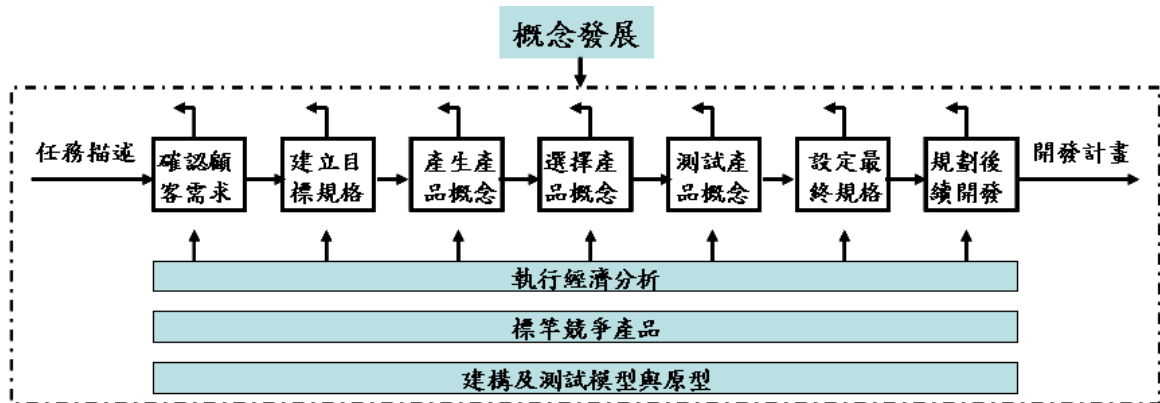 概念發展
任務描述
確認顧
客需求
建立目
標規格
產生產
品概念
選擇產
品概念
測試產
品概念
設定最
終規格
規劃後
續開發
開發計畫
執行經濟分析
標竿競爭產品
建構及測試模型與原型